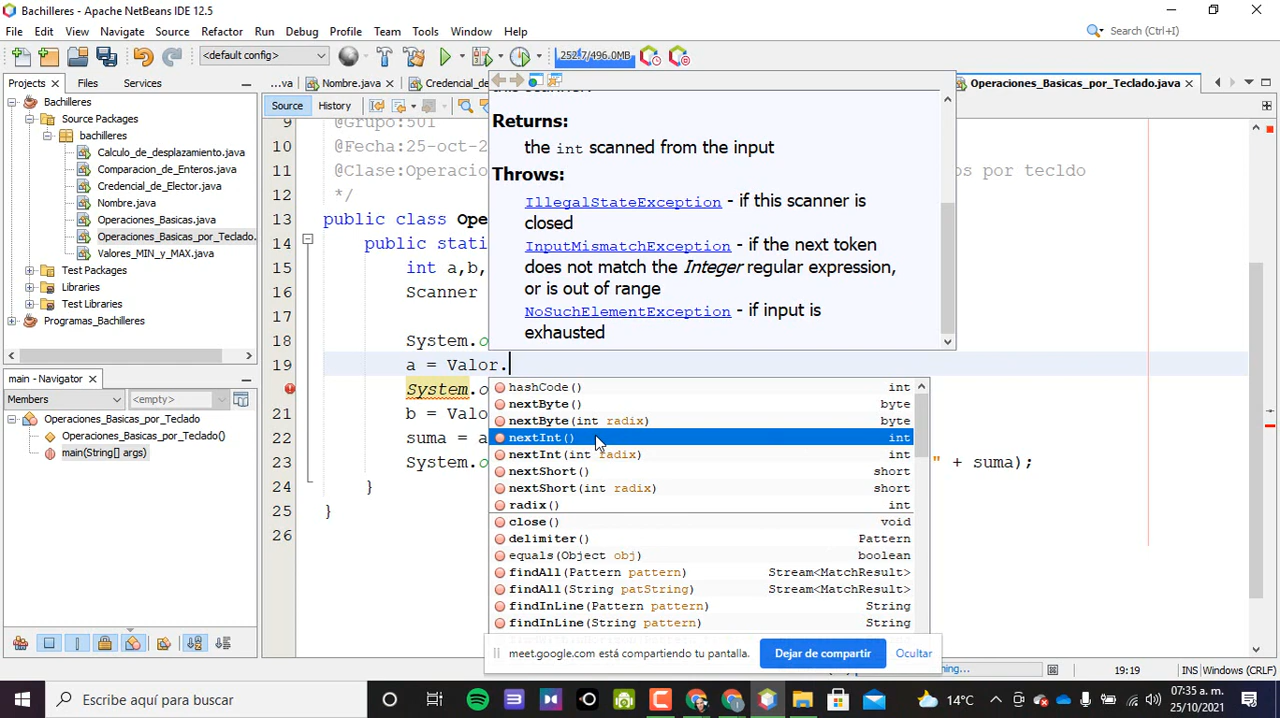 Bachilleres - Apache NetBeans IDE 12.5
File Edit View Navigate Source Refactor Run Debug Profile Team Tools Window Help
Search (Ctrl+I)
<default config>
252.7/496.0MB
Projects
Files
Services
...va
Nombre.java
Credencial_de
Operaciones_Basicas_por_Teclado.java
Source
History
Bachilleres
Source Packages
bachilleres
Calculo_de_desplazamiento.java
Comparacion_de_Enteros.java
Credencial_de_Elector.java
Nombre.java
Operaciones_Basicas.java
Operaciones_Basicas_por_Teclado.
Valores_MIN_y_MAX.java
Test Packages
Libraries
Test Libraries
Programas_Bachilleres
main - Navigator
Members
<empty>
Operaciones_Basicas_por_Teclado
Operaciones_Basicas_por_Teclado()
main(String[] args)
9 @Grupo:501
10 @Fecha:25-oct-2
11 @Clase:Operacio os por tecldo
12 */
13 public class Ope
14 public stati
15 int a,b,
16 Scanner
17
18 System.o
19 a = Valor.
System.o
21 b = Valo
22 suma = a
23 System.o " + suma);
24 }
25 }
26
Returns:
the int scanned from the input
Throws:
IllegalStateException - if this scanner is
closed
InputMismatchException - if the next token
does not match the Integer regular expression,
or is out of range
NoSuchElementException - if input is
exhausted
hashCode() int
nextByte() byte
nextByte(int radix) byte
nextInt() int
nextInt(int radix) int
nextShort() short
nextShort(int radix) short
radix() int
close() void
delimiter() Pattern
equals(Object obj) boolean
findAll(Pattern pattern) Stream<MatchResult>
findAll(String patString) Stream<MatchResult>
findInLine(Pattern pattern) String
findInLine(String pattern) String
meet.google.com está compartiendo tu pantalla.
Dejar de compartir
Ocultar
19:19
INS
Windows (CRLF)
Escribe aquí para buscar
14°C
07:35 a. m.
25/10/2021